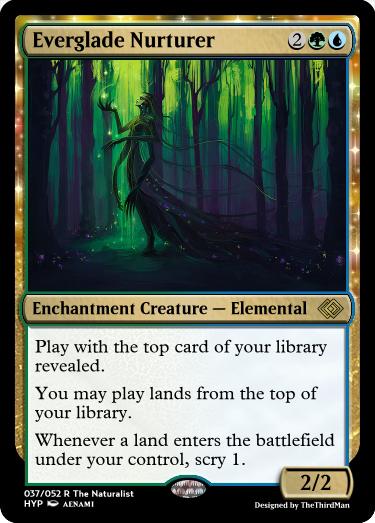 Everglade Nurturer 2
Enchantment Creature — Elemental
Play with the top card of your library
revealed.
You may play lands from the top of
your library.
Whenever a land enters the battlefield
under your control, scry 1.
2/2
037/052 R The Naturalist
HYP AENAMI
Designed by TheThirdMan